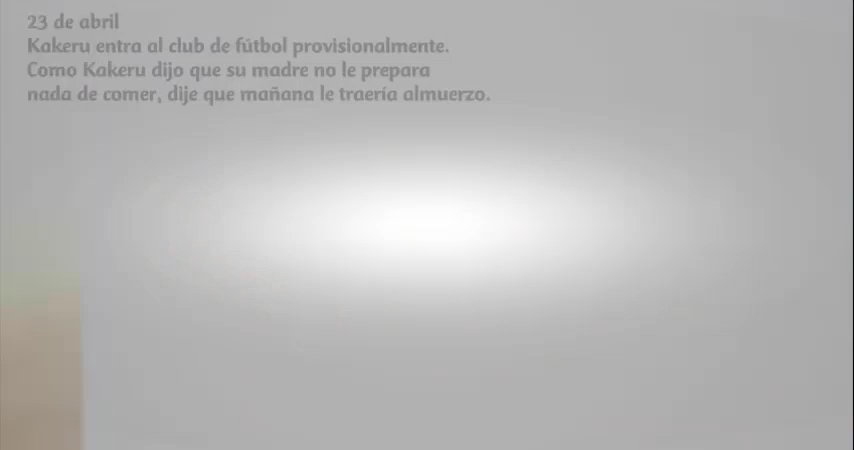 23 de abril
Kakeru entra al club de fútbol provisionalmente.
Como Kakeru dijo que su madre no le prepara
nada de comer, dije que mañana le traería almuerzo.